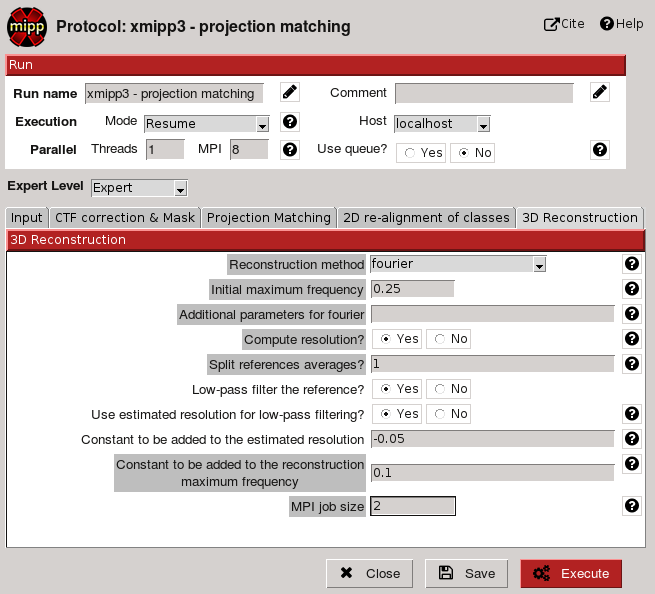 mipp Protocol: xmipp3 - projection matching Cite Help
Run
Run name xmipp3 - projection matching Comment
Execution Mode Resume Host localhost
Parallel Threads 1 MPI 8 Use queue? Yes No
Expert Level Expert
Input CTF correction & Mask Projection Matching 2D re-alignment of classes 3D Reconstruction
3D Reconstruction
Reconstruction method fourier
Initial maximum frequency 0.25
Additional parameters for fourier
Compute resolution? Yes No
Split references averages? 1
Low-pass filter the reference? Yes No
Use estimated resolution for low-pass filtering? Yes No
Constant to be added to the estimated resolution -0.05
Constant to be added to the reconstruction
maximum frequency 0.1
MPI job size 2
Close Save Execute